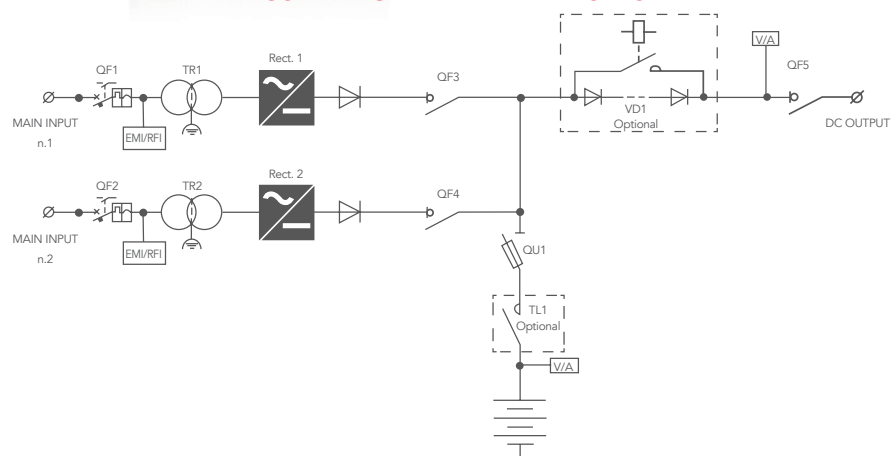 Rect. 1
V/A
QF1
TR1
QF3
QF5
VD1
Optional
MAIN INPUT
n.1
EMI/RFI
DC OUTPUT
Rect. 2
QF2
TR2
QF4
MAIN INPUT
n.2
EMI/RFI
QU1
TL1
Optional
V/A